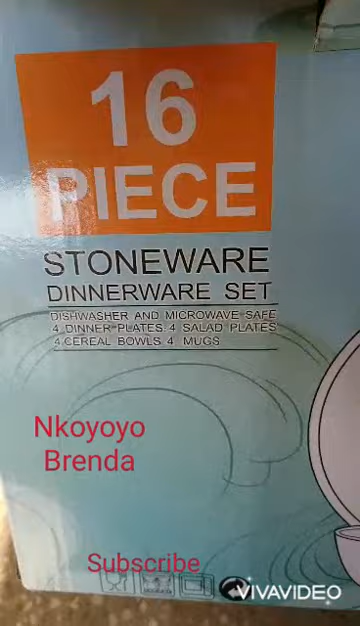 16
PIECE
STONEWARE
DINNERWARE SET
DISHWASHER AND MICROWAVE SAFE
4 DINNER PLATES 4 SALAD PLATES
4 CEREAL BOWLS 4 MUGS
Nkoyoyo
Brenda
Subscribe
VIVAVIDEO